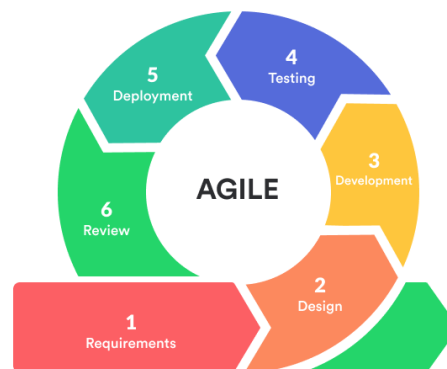 AGILE
1
Requirements
2
Design
3
Development
4
Testing
5
Deployment
6
Review